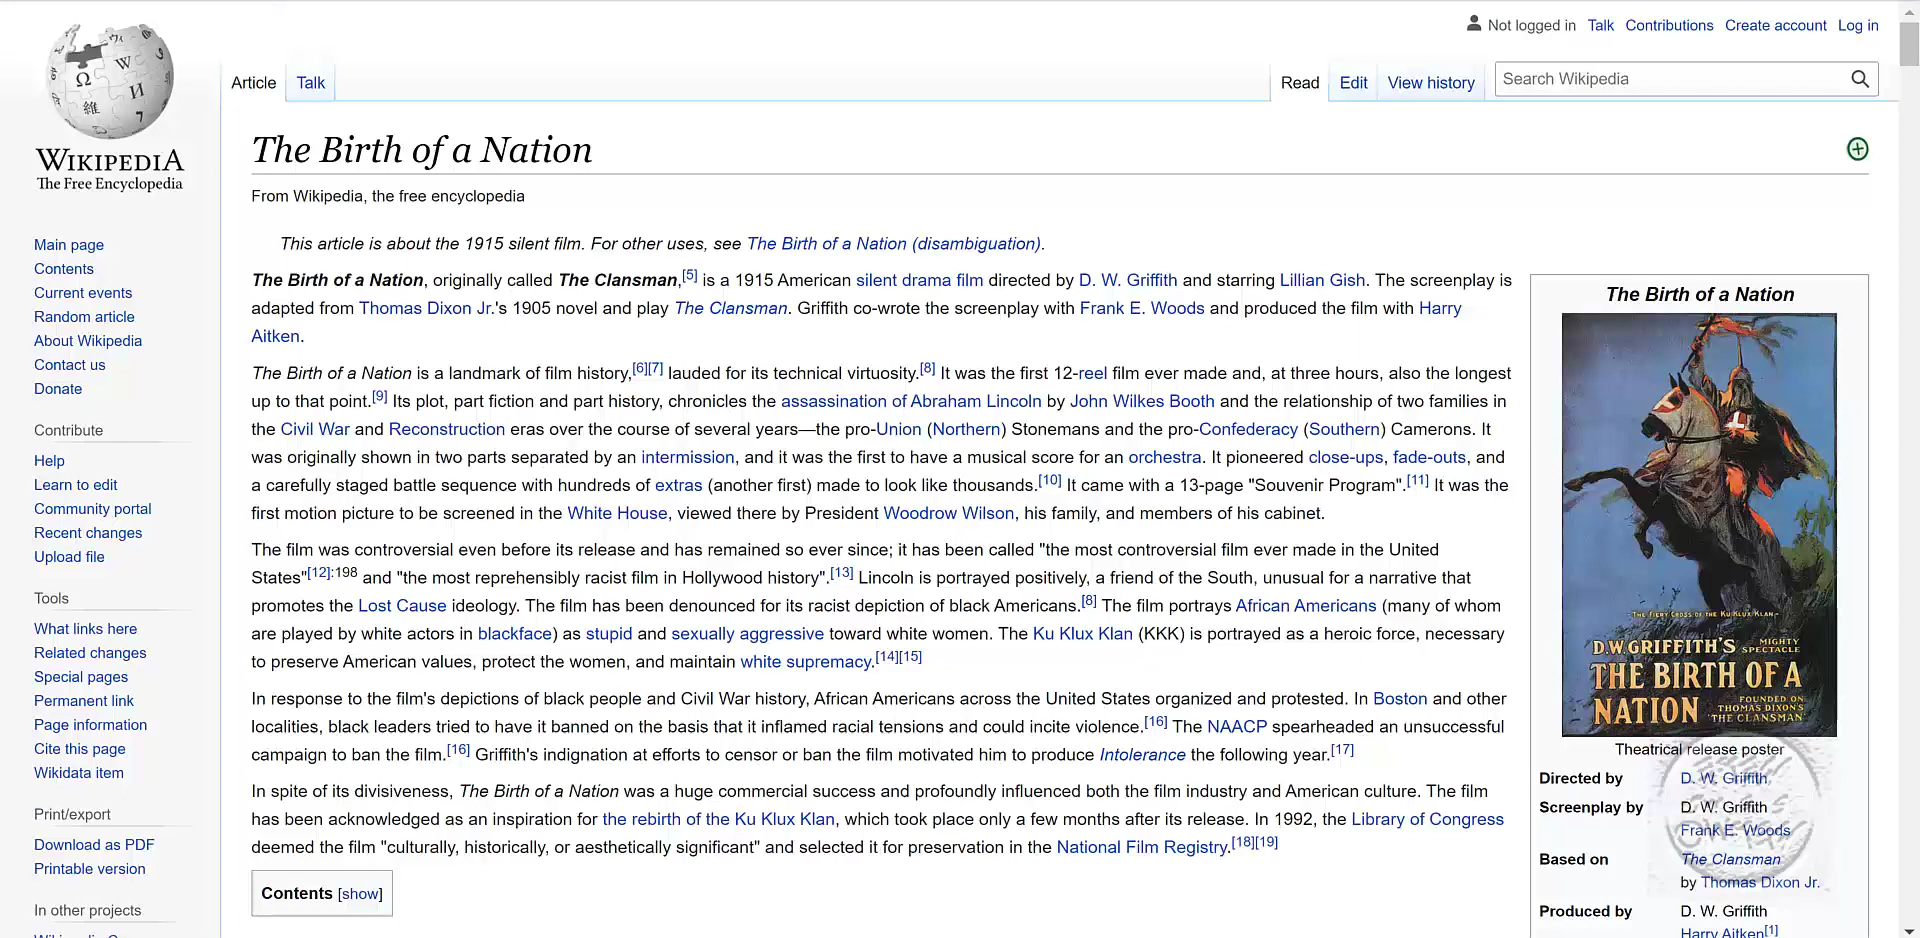 Not logged in Talk Contributions Create account Log in
Article Talk Read Edit View history Search Wikipedia
WIKIPEDIA
The Free Encyclopedia
Main page
Contents
Current events
Random article
About Wikipedia
Contact us
Donate
Contribute
Help
Learn to edit
Community portal
Recent changes
Upload file
Tools
What links here
Related changes
Special pages
Permanent link
Page information
Cite this page
Wikidata item
Print/export
Download as PDF
Printable version
In other projects
The Birth of a Nation
From Wikipedia, the free encyclopedia
This article is about the 1915 silent film. For other uses, see The Birth of a Nation (disambiguation).
The Birth of a Nation, originally called The Clansman,[5] is a 1915 American silent drama film directed by D. W. Griffith and starring Lillian Gish. The screenplay is
adapted from Thomas Dixon Jr.'s 1905 novel and play The Clansman. Griffith co-wrote the screenplay with Frank E. Woods and produced the film with Harry
Aitken.
The Birth of a Nation is a landmark of film history,[6][7] lauded for its technical virtuosity.[8] It was the first 12-reel film ever made and, at three hours, also the longest
up to that point.[9] Its plot, part fiction and part history, chronicles the assassination of Abraham Lincoln by John Wilkes Booth and the relationship of two families in
the Civil War and Reconstruction eras over the course of several years—the pro-Union (Northern) Stonemans and the pro-Confederacy (Southern) Camerons. It
was originally shown in two parts separated by an intermission, and it was the first to have a musical score for an orchestra. It pioneered close-ups, fade-outs, and
a carefully staged battle sequence with hundreds of extras (another first) made to look like thousands.[10] It came with a 13-page "Souvenir Program".[11] It was the
first motion picture to be screened in the White House, viewed there by President Woodrow Wilson, his family, and members of his cabinet.
The film was controversial even before its release and has remained so ever since; it has been called "the most controversial film ever made in the United
States"[12]:198 and "the most reprehensibly racist film in Hollywood history".[13] Lincoln is portrayed positively, a friend of the South, unusual for a narrative that
promotes the Lost Cause ideology. The film has been denounced for its racist depiction of black Americans.[8] The film portrays African Americans (many of whom
are played by white actors in blackface) as stupid and sexually aggressive toward white women. The Ku Klux Klan (KKK) is portrayed as a heroic force, necessary
to preserve American values, protect the women, and maintain white supremacy.[14][15]
In response to the film's depictions of black people and Civil War history, African Americans across the United States organized and protested. In Boston and other
localities, black leaders tried to have it banned on the basis that it inflamed racial tensions and could incite violence.[16] The NAACP spearheaded an unsuccessful
campaign to ban the film.[16] Griffith's indignation at efforts to censor or ban the film motivated him to produce Intolerance the following year.[17]
In spite of its divisiveness, The Birth of a Nation was a huge commercial success and profoundly influenced both the film industry and American culture. The film
has been acknowledged as an inspiration for the rebirth of the Ku Klux Klan, which took place only a few months after its release. In 1992, the Library of Congress
deemed the film "culturally, historically, or aesthetically significant" and selected it for preservation in the National Film Registry.[18][19]
Contents [show]
The Birth of a Nation
THE FIERY CROSS OF THE KU KLUX KLAN
D.W. GRIFFITH'S MIGHTY SPECTACLE
THE BIRTH OF A
NATION
FOUNDED ON
THOMAS DIXON'S
'THE CLANSMAN'
Theatrical release poster
Directed by D. W. Griffith
Screenplay by D. W. Griffith
Frank E. Woods
Based on The Clansman
by Thomas Dixon Jr.
Produced by D. W. Griffith
Harry Aitken[1]